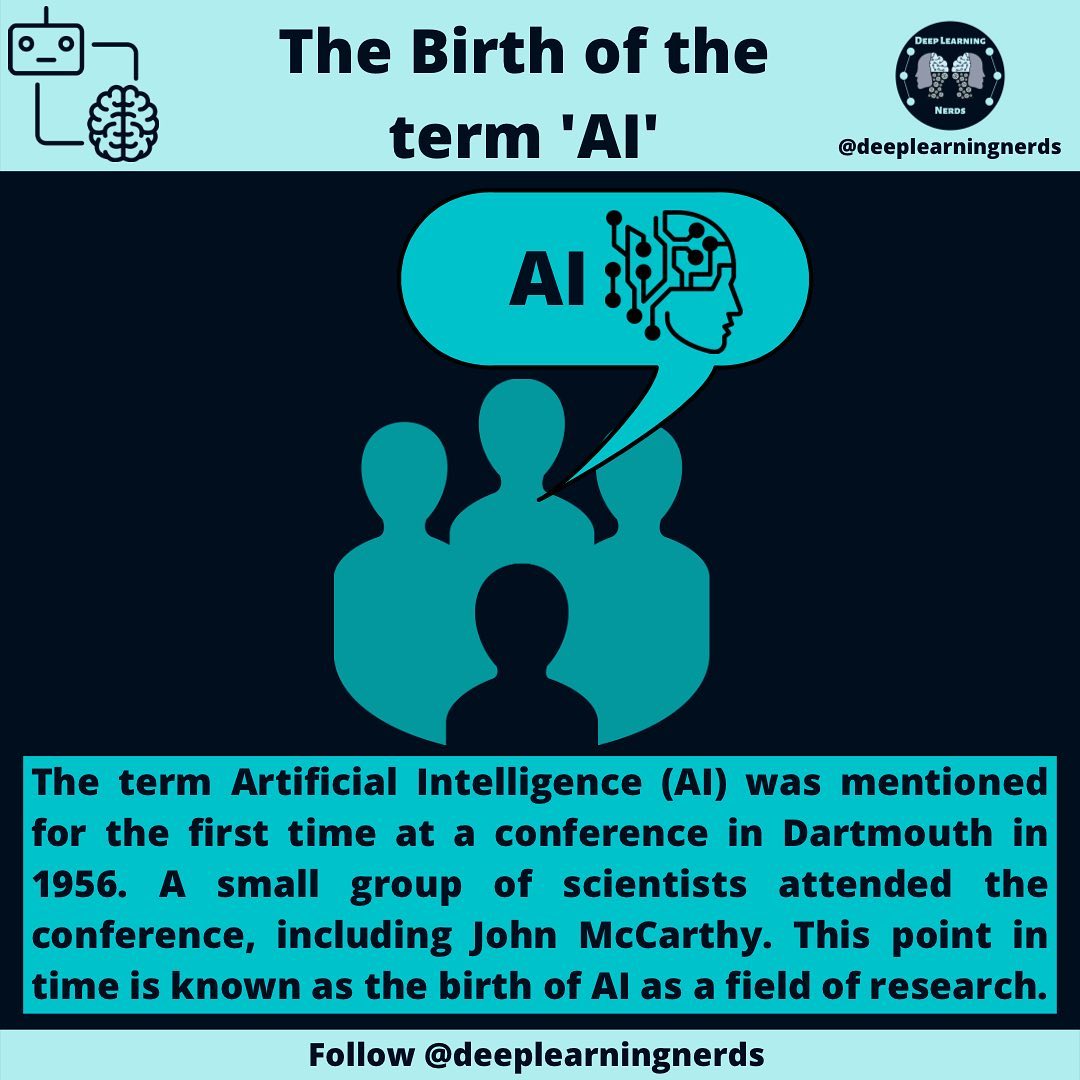 The Birth of the
term 'AI'
DEEP LEARNING
NERDS
@deeplearningnerds
AI
The term Artificial Intelligence (AI) was mentioned
for the first time at a conference in Dartmouth in
1956. A small group of scientists attended the
conference, including John McCarthy. This point in
time is known as the birth of AI as a field of research.
Follow @deeplearningnerds